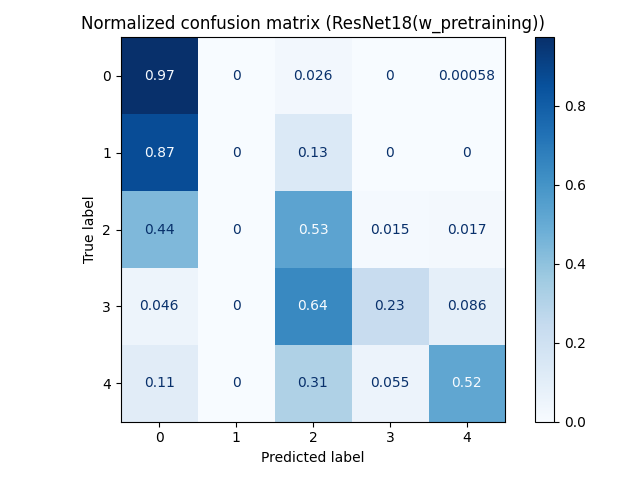 Normalized confusion matrix (ResNet18(w_pretraining))
0 0.97 0 0.026 0 0.00058
1 0.87 0 0.13 0 0
2 0.44 0 0.53 0.015 0.017
3 0.046 0 0.64 0.23 0.086
4 0.11 0 0.31 0.055 0.52
0 1 2 3 4
Predicted label
True label
0.8
0.6
0.4
0.2
0.0